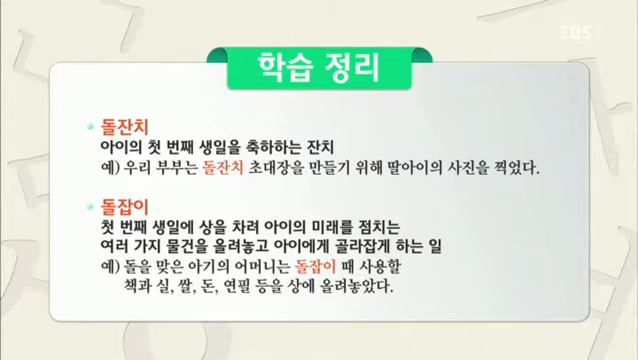 EBS
학습 정리
돌잔치
아이의 첫 번째 생일을 축하하는 잔치
예) 우리 부부는 돌잔치 초대장을 만들기 위해 딸아이의 사진을 찍었다.
돌잡이
첫 번째 생일에 상을 차려 아이의 미래를 점치는
여러 가지 물건을 올려놓고 아이에게 골라잡게 하는 일
예) 돌을 맞은 아기의 어머니는 돌잡이 때 사용할
책과 실, 쌀, 돈, 연필 등을 상에 올려놓았다.